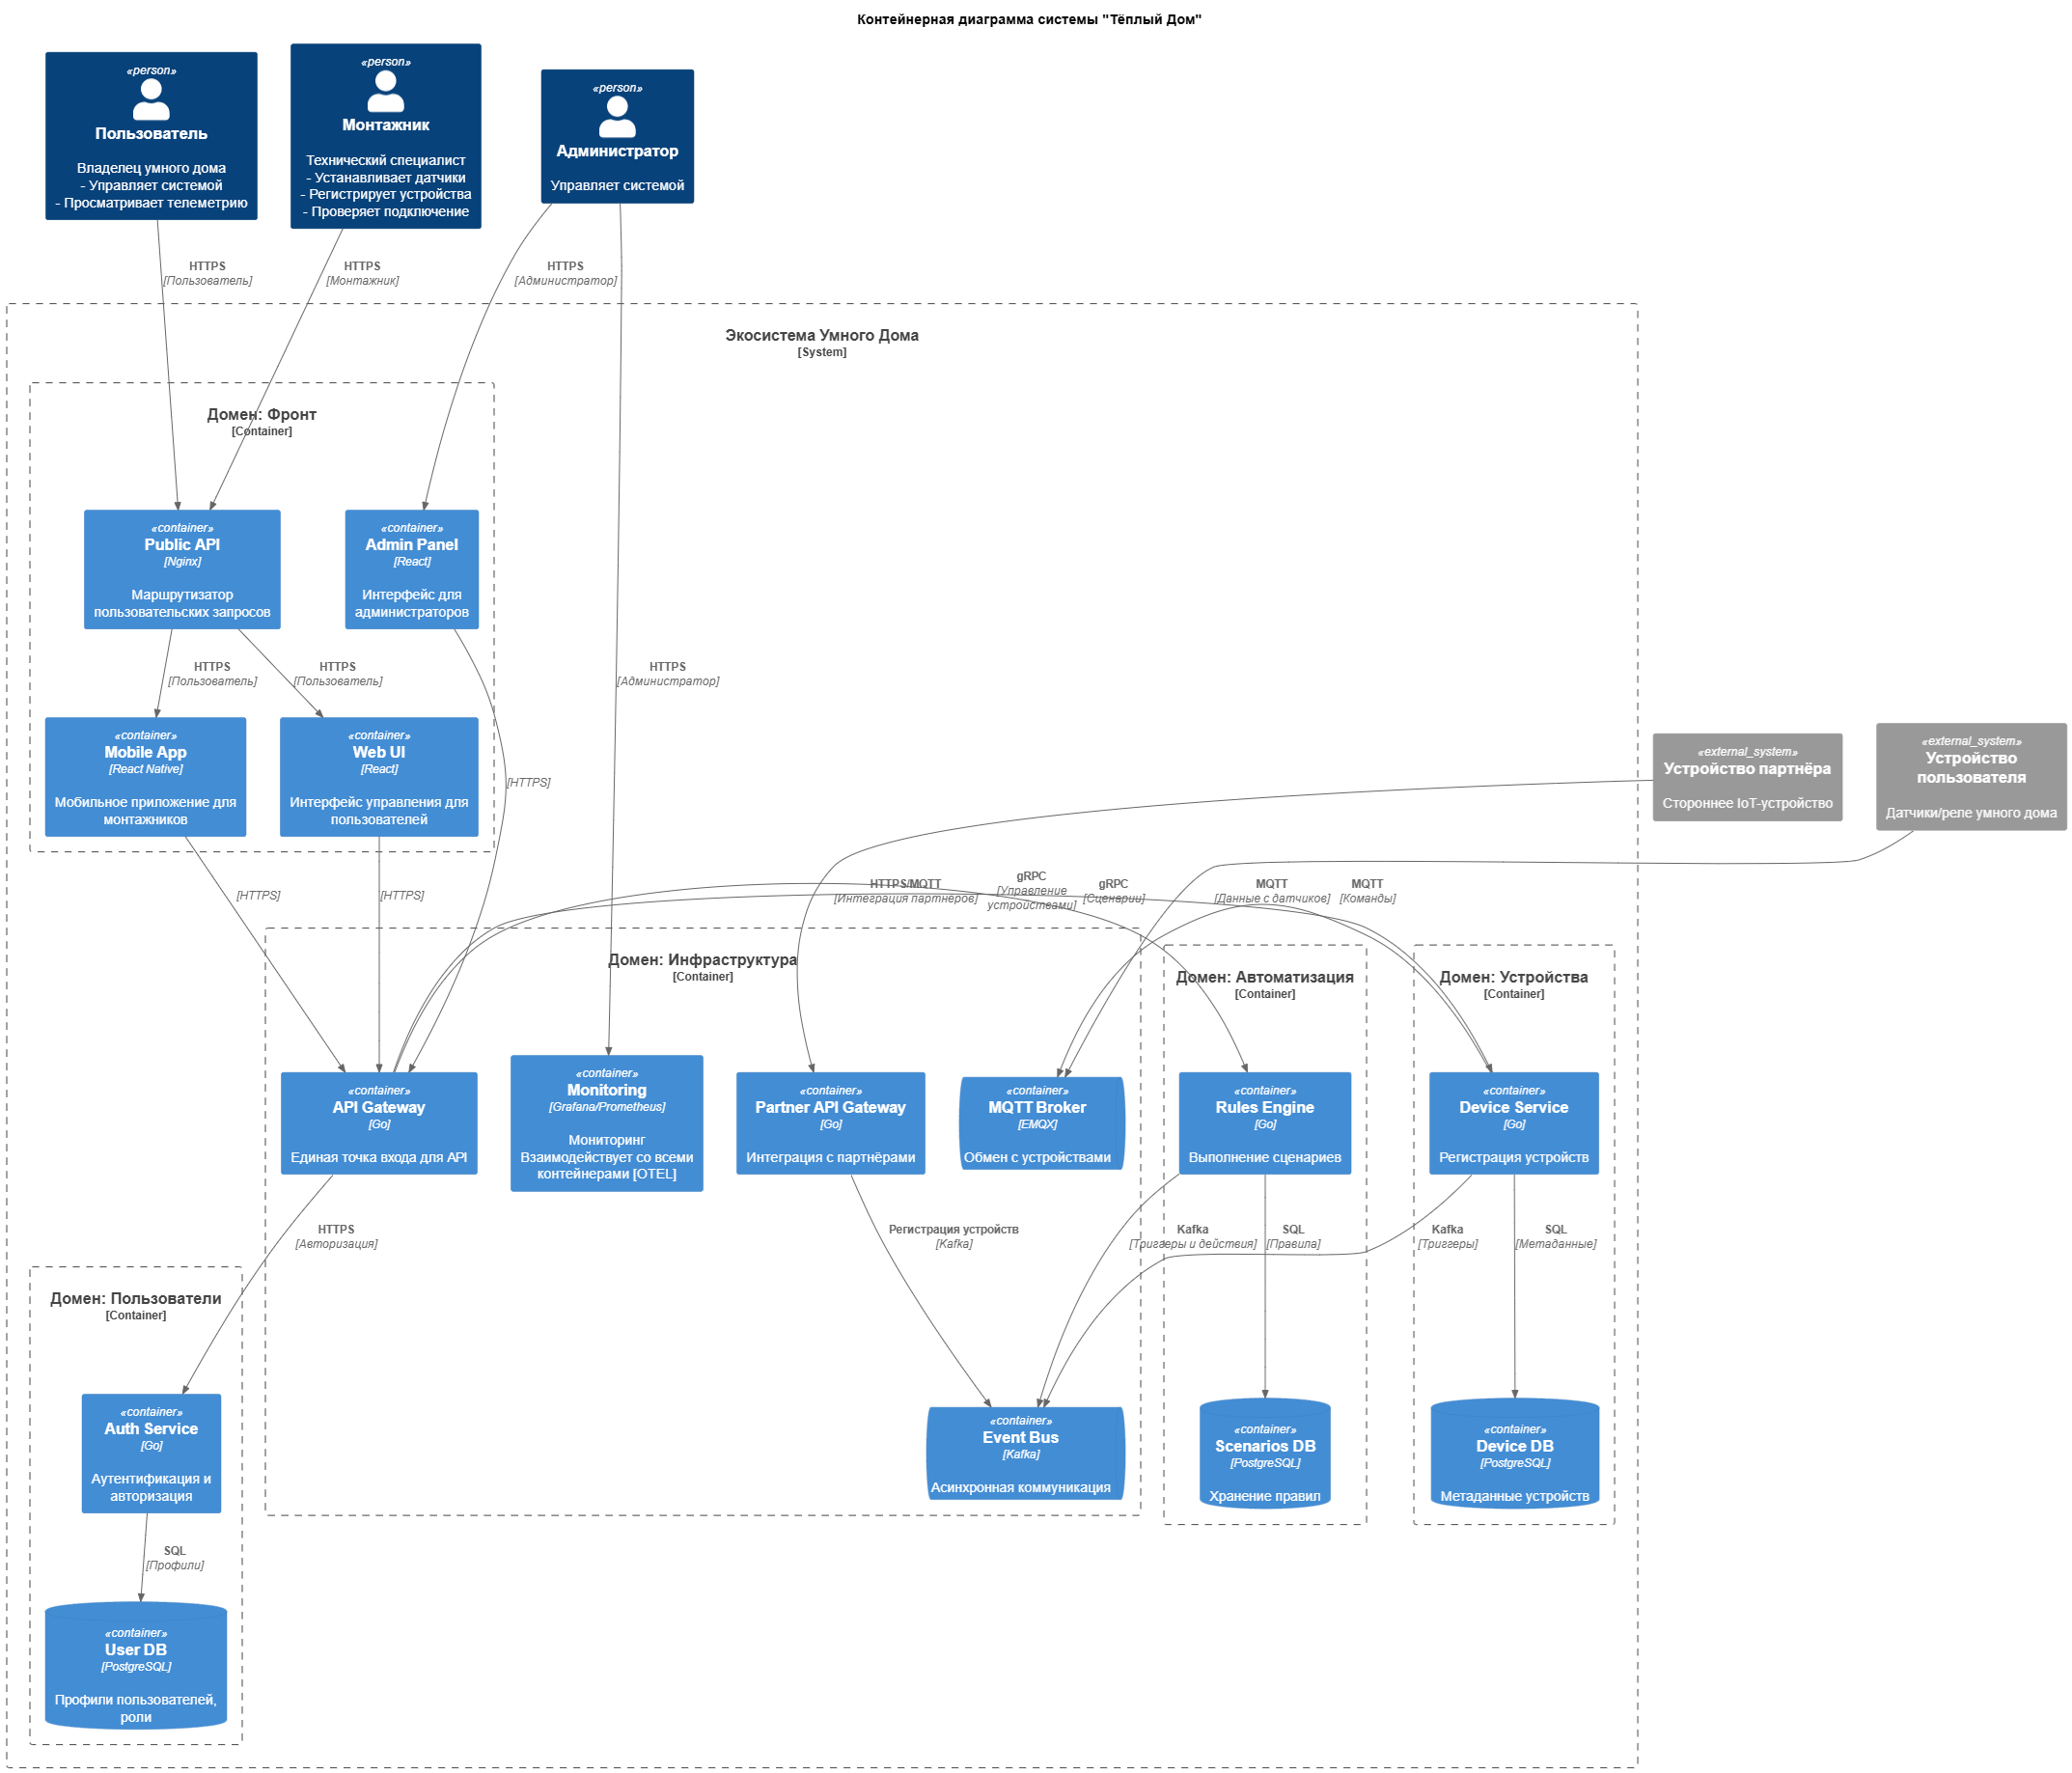 Контейнерная диаграмма системы "Тёплый Дом"
«person»
Пользователь
Владелец умного дома
- Управляет системой
- Просматривает телеметрию
«person»
Монтажник
Технический специалист
- Устанавливает датчики
- Регистрирует устройства
- Проверяет подключение
«person»
Администратор
Управляет системой
HTTPS
[Пользователь]
HTTPS
[Монтажник]
HTTPS
[Администратор]
Экосистема Умного Дома
[System]
Домен: Фронт
[Container]
«container»
Public API
[Nginx]
Маршрутизатор
пользовательских запросов
«container»
Admin Panel
[React]
Интерфейс для
администраторов
HTTPS
[Пользователь]
HTTPS
[Пользователь]
HTTPS
[Администратор]
«container»
Mobile App
[React Native]
Мобильное приложение для
монтажников
«container»
Web UI
[React]
Интерфейс управления для
пользователей
[HTTPS]
«external_system»
Устройство партнёра
Стороннее IoT-устройство
«external_system»
Устройство
пользователя
Датчики/реле умного дома
[HTTPS]
[HTTPS]
HTTPS/MQTT
[Интеграция партнёров]
gRPC
[Управление
устройствами]
gRPC
[Сценарии]
MQTT
[Данные с датчиков]
MQTT
[Команды]
Домен: Инфраструктура
[Container]
Домен: Автоматизация
[Container]
Домен: Устройства
[Container]
«container»
API Gateway
[Go]
Единая точка входа для API
«container»
Monitoring
[Grafana/Prometheus]
Мониторинг
Взаимодействует со всеми
контейнерами [OTEL]
«container»
Partner API Gateway
[Go]
Интеграция с партнёрами
«container»
MQTT Broker
[EMQX]
Обмен с устройствами
«container»
Rules Engine
[Go]
Выполнение сценариев
«container»
Device Service
[Go]
Регистрация устройств
HTTPS
[Авторизация]
Регистрация устройств
[Kafka]
Kafka
[Триггеры и действия]
SQL
[Правила]
Kafka
[Триггеры]
SQL
[Метаданные]
Домен: Пользователи
[Container]
«container»
Auth Service
[Go]
Аутентификация и
авторизация
«container»
Event Bus
[Kafka]
Асинхронная коммуникация
«container»
Scenarios DB
[PostgreSQL]
Хранение правил
«container»
Device DB
[PostgreSQL]
Метаданные устройств
SQL
[Профили]
«container»
User DB
[PostgreSQL]
Профили пользователей,
роли